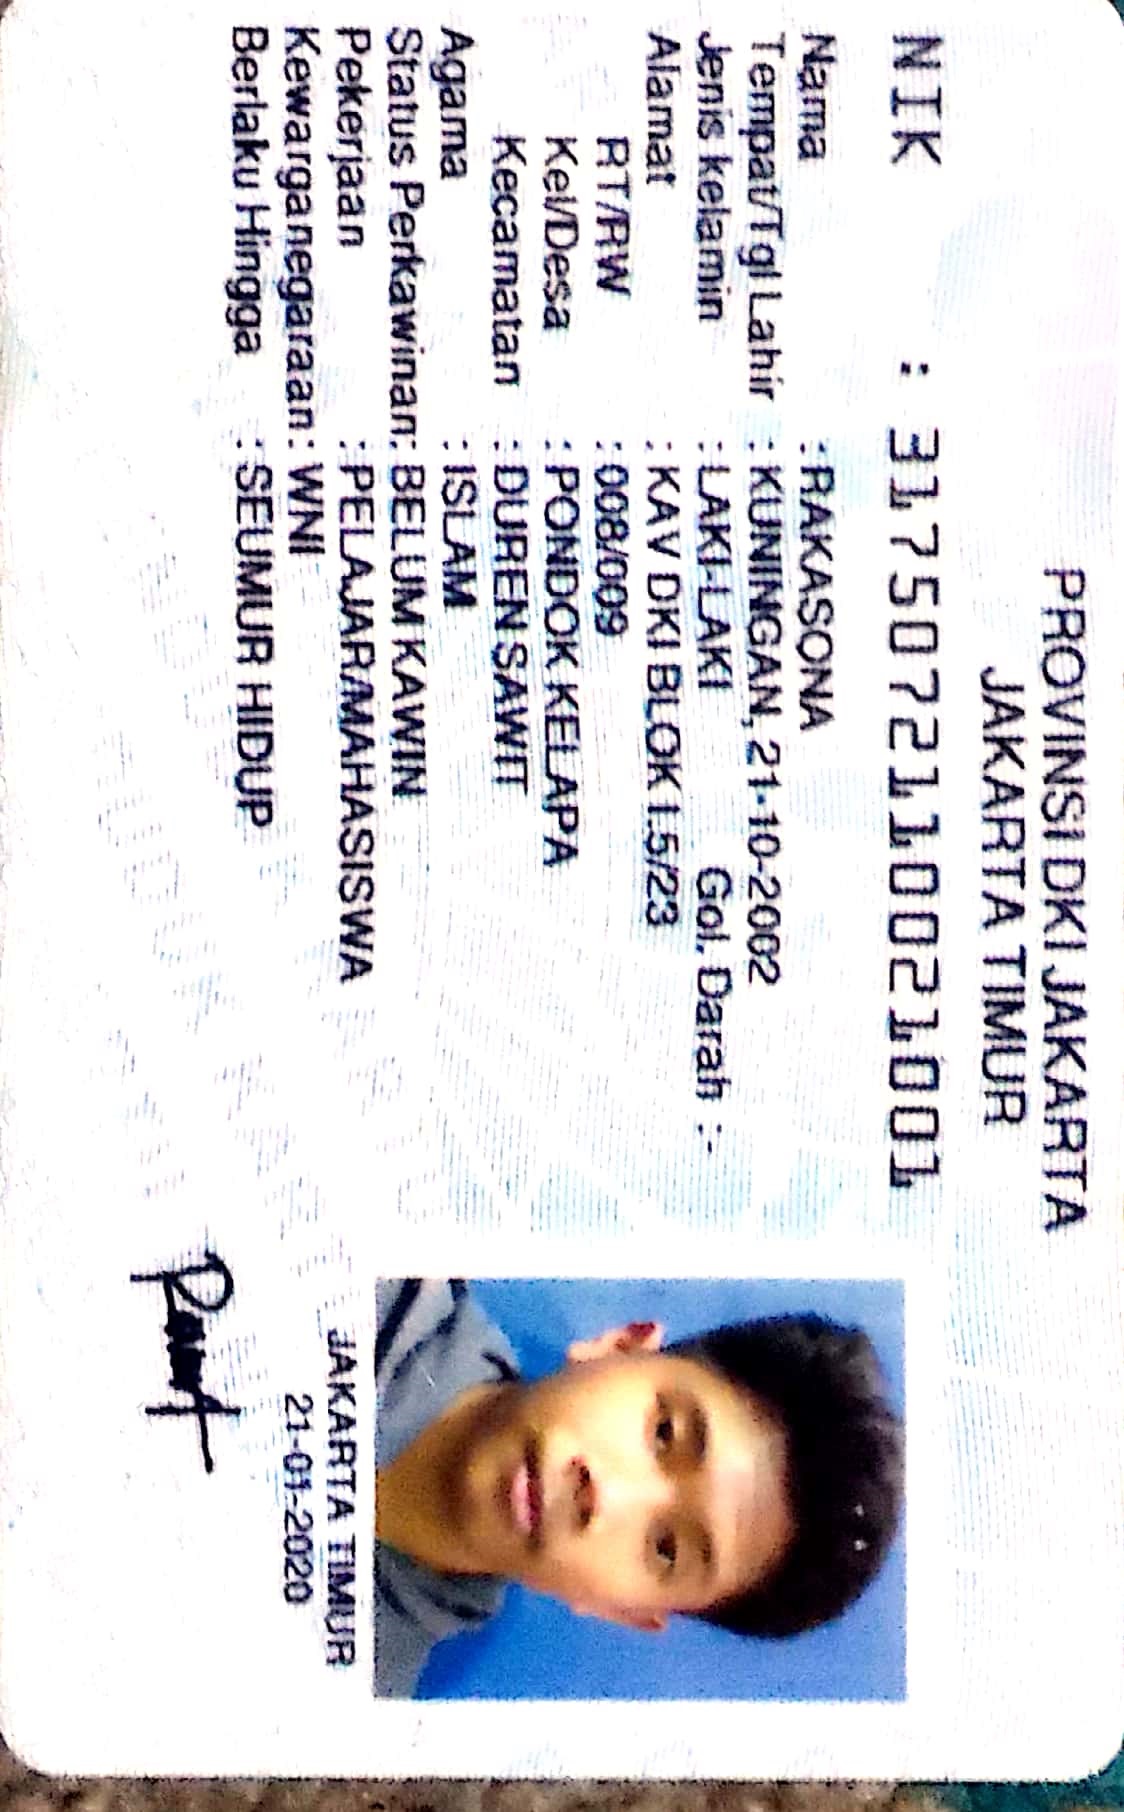 PROVINSI DKI JAKARTA
JAKARTA TIMUR
NIK : 3175072110021001
Nama : RAKASONA
Tempat/Tgl Lahir : KUNINGAN, 21-10-2002
Jenis kelamin : LAKI-LAKI Gol. Darah : -
Alamat : KAV DKI BLOK I.5/23
RT/RW : 008/009
Kel/Desa : PONDOK KELAPA
Kecamatan : DUREN SAWIT
Agama : ISLAM
Status Perkawinan: BELUM KAWIN
Pekerjaan : PELAJAR/MAHASISWA
Kewarganegaraan: WNI
Berlaku Hingga : SEUMUR HIDUP
JAKARTA TIMUR
21-01-2020